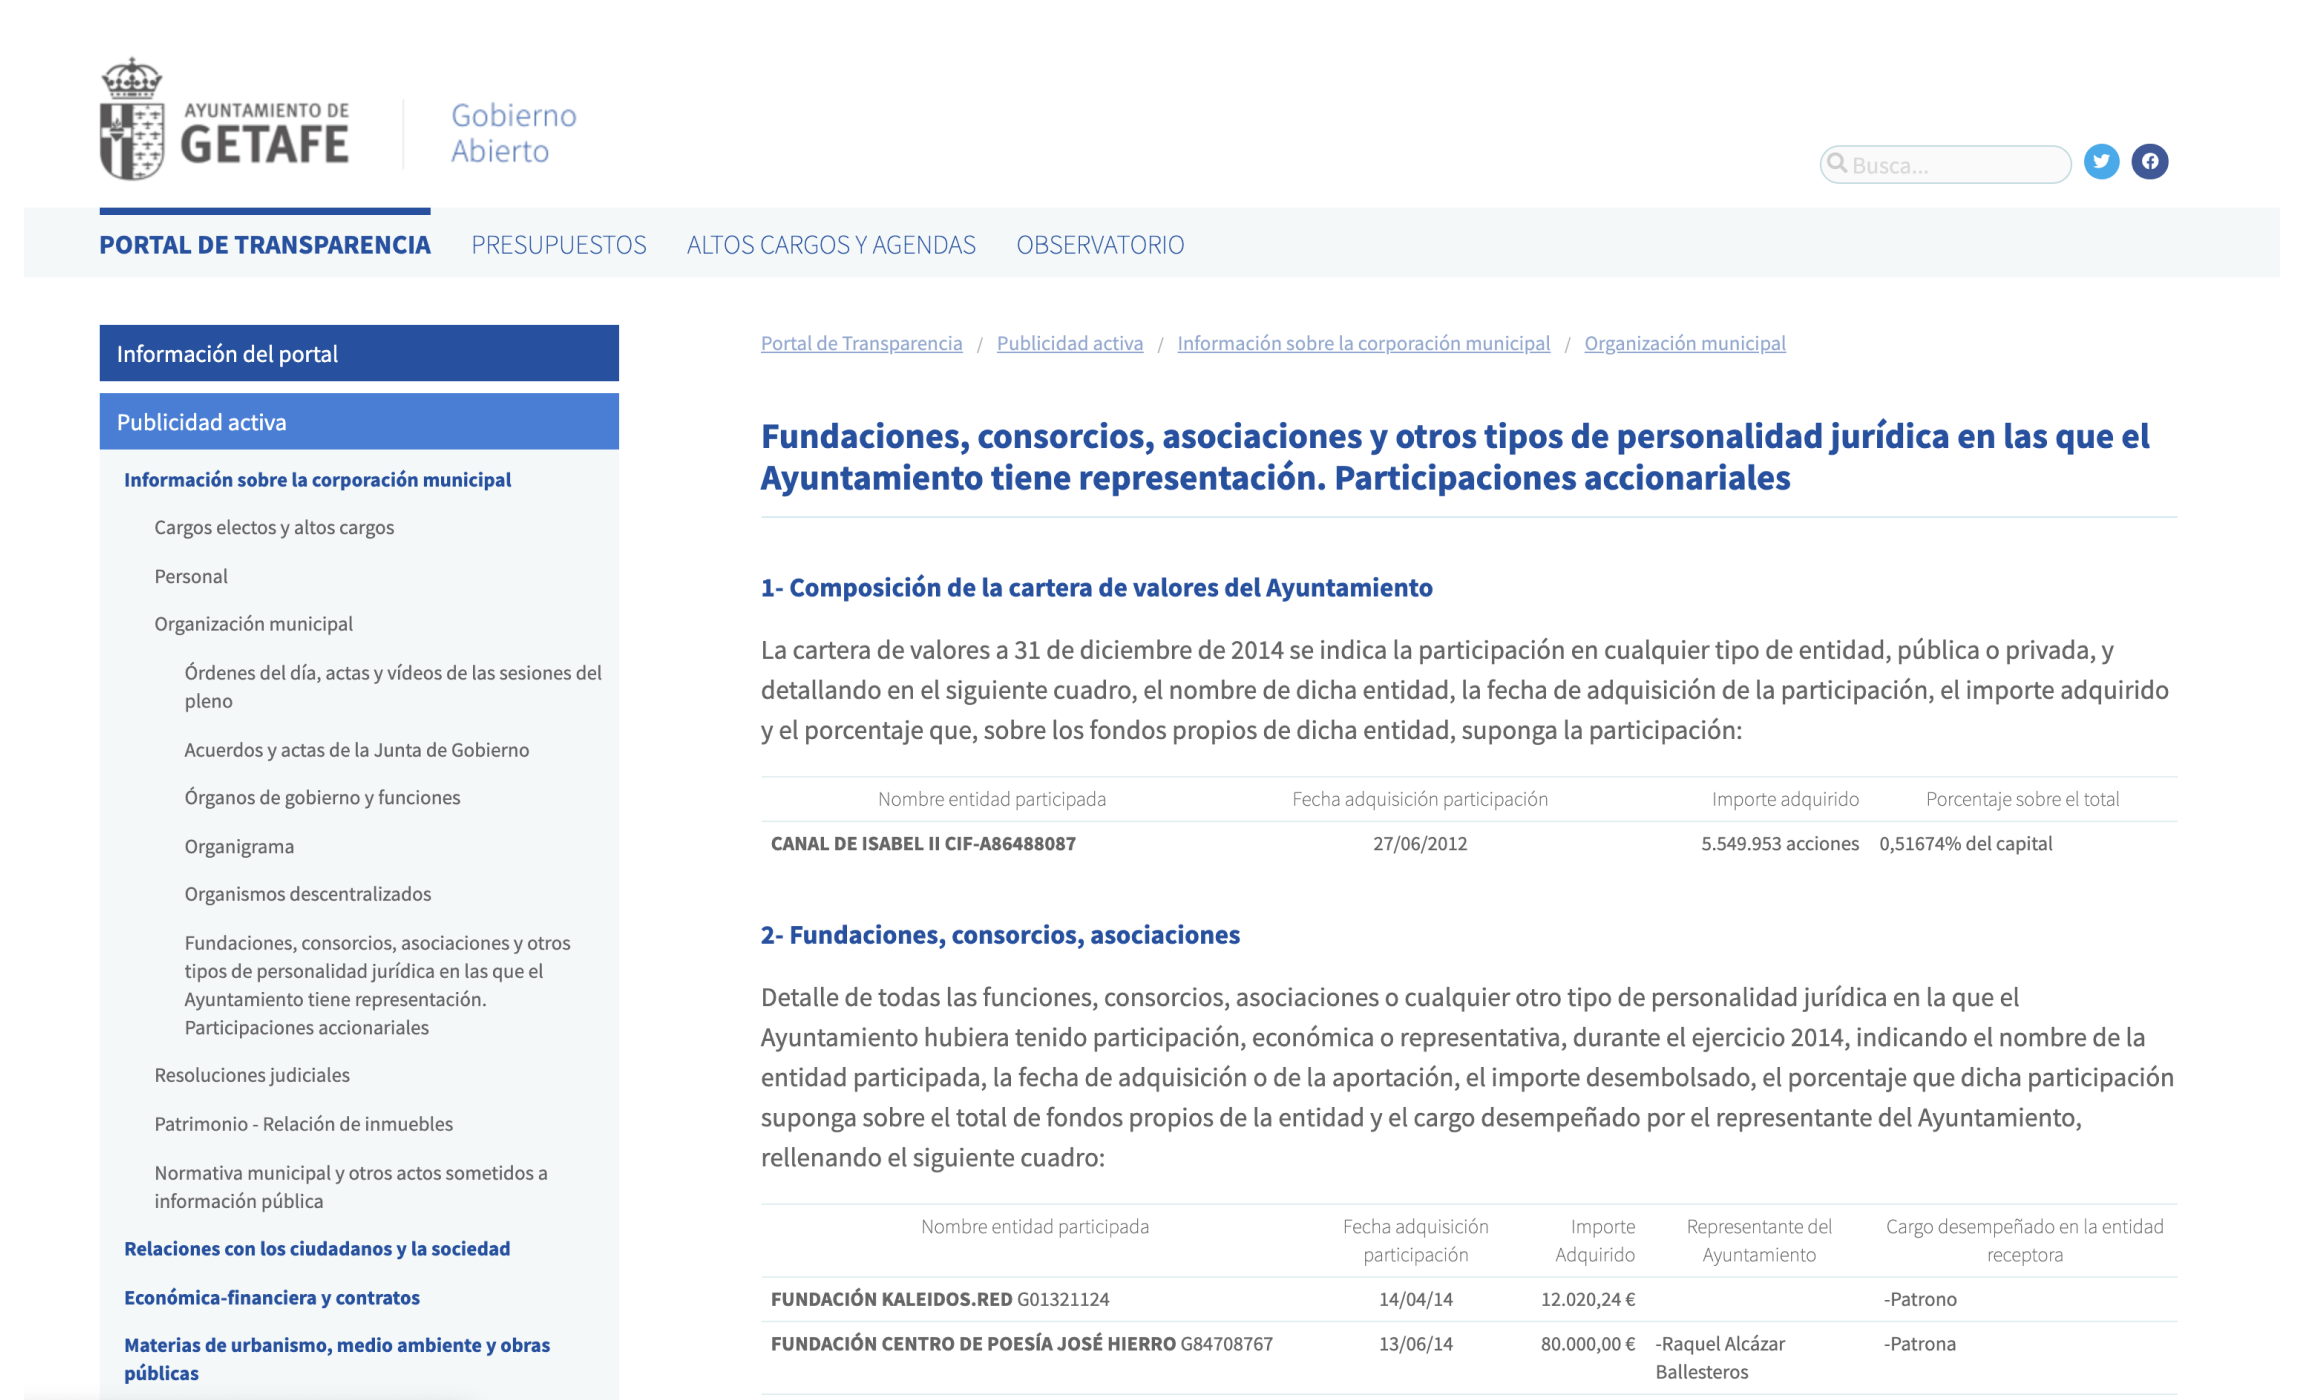 AYUNTAMIENTO DE
GETAFE
Gobierno
Abierto
Busca...
PORTAL DE TRANSPARENCIA PRESUPUESTOS ALTOS CARGOS Y AGENDAS OBSERVATORIO
Información del portal
Publicidad activa
Información sobre la corporación municipal
Cargos electos y altos cargos
Personal
Organización municipal
Órdenes del día, actas y vídeos de las sesiones del
pleno
Acuerdos y actas de la Junta de Gobierno
Órganos de gobierno y funciones
Organigrama
Organismos descentralizados
Fundaciones, consorcios, asociaciones y otros
tipos de personalidad jurídica en las que el
Ayuntamiento tiene representación.
Participaciones accionariales
Resoluciones judiciales
Patrimonio - Relación de inmuebles
Normativa municipal y otros actos sometidos a
información pública
Relaciones con los ciudadanos y la sociedad
Económica-financiera y contratos
Materias de urbanismo, medio ambiente y obras
públicas
Portal de Transparencia / Publicidad activa / Información sobre la corporación municipal / Organización municipal
Fundaciones, consorcios, asociaciones y otros tipos de personalidad jurídica en las que el
Ayuntamiento tiene representación. Participaciones accionariales
1- Composición de la cartera de valores del Ayuntamiento
La cartera de valores a 31 de diciembre de 2014 se indica la participación en cualquier tipo de entidad, pública o privada, y
detallando en el siguiente cuadro, el nombre de dicha entidad, la fecha de adquisición de la participación, el importe adquirido
y el porcentaje que, sobre los fondos propios de dicha entidad, suponga la participación:
Nombre entidad participada Fecha adquisición participación Importe adquirido Porcentaje sobre el total
CANAL DE ISABEL II CIF-A86488087 27/06/2012 5.549.953 acciones 0,51674% del capital
2- Fundaciones, consorcios, asociaciones
Detalle de todas las funciones, consorcios, asociaciones o cualquier otro tipo de personalidad jurídica en la que el
Ayuntamiento hubiera tenido participación, económica o representativa, durante el ejercicio 2014, indicando el nombre de la
entidad participada, la fecha de adquisición o de la aportación, el importe desembolsado, el porcentaje que dicha participación
suponga sobre el total de fondos propios de la entidad y el cargo desempeñado por el representante del Ayuntamiento,
rellenando el siguiente cuadro:
Nombre entidad participada Fecha adquisición Importe Representante del Cargo desempeñado en la entidad
participación Adquirido Ayuntamiento receptora
FUNDACIÓN KALEIDOS.RED G01321124 14/04/14 12.020,24 € -Patrono
FUNDACIÓN CENTRO DE POESÍA JOSÉ HIERRO G84708767 13/06/14 80.000,00 € -Raquel Alcázar -Patrona
Ballesteros